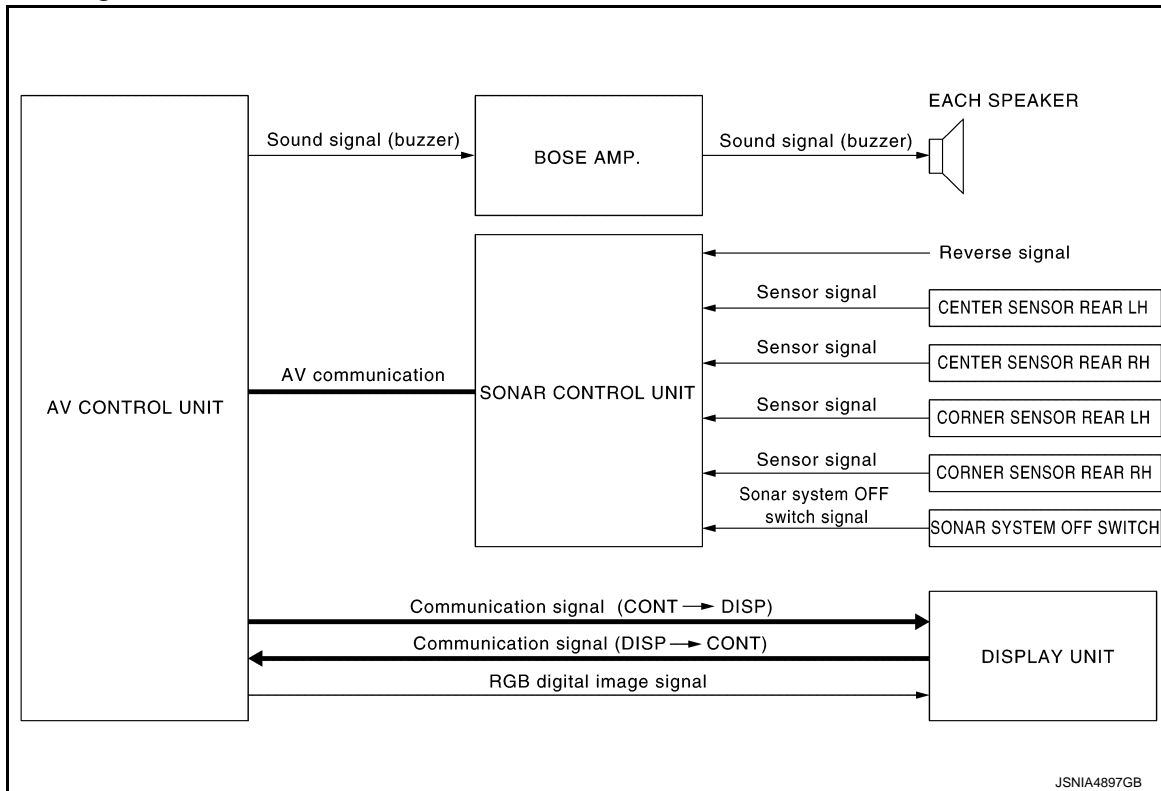 EACH SPEAKER
Sound signal (buzzer)
BOSE AMP.
Sound signal (buzzer)
Reverse signal
Sensor signal
CENTER SENSOR REAR LH
Sensor signal
CENTER SENSOR REAR RH
AV communication
AV CONTROL UNIT
SONAR CONTROL UNIT
Sensor signal
CORNER SENSOR REAR LH
Sensor signal
CORNER SENSOR REAR RH
Sonar system OFF
switch signal
SONAR SYSTEM OFF SWITCH
Communication signal (CONT → DISP)
Communication signal (DISP → CONT)
DISPLAY UNIT
RGB digital image signal
JSNIA4897GB